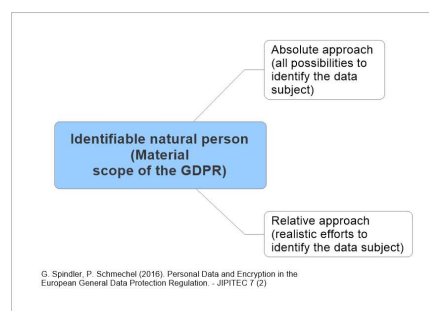 Absolute approach
(all possibilities to
identify the data
subject)
Identifiable natural person
(Material
scope of the GDPR)
Relative approach
(realistic efforts to
identify the data subject)
G. Spindler, P. Schmechel (2016). Personal Data and Encryption in the
European General Data Protection Regulation. - JIPITEC 7 (2)